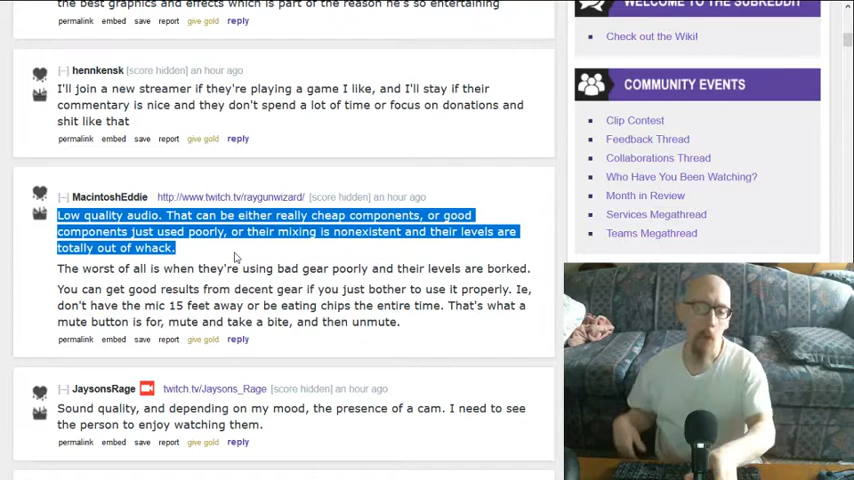 the best graphics and effects which is part of the reason he's so entertaining
permalink embed save report give gold reply
[–] hennkensk [score hidden] an hour ago
I'll join a new streamer if they're playing a game I like, and I'll stay if their
commentary is nice and they don't spend a lot of time or focus on donations and
shit like that
permalink embed save report give gold reply
[–] MacintoshEddie http://www.twitch.tv/raygunwizard/ [score hidden] an hour ago
Low quality audio. That can be either really cheap components, or good
components just used poorly, or their mixing is nonexistent and their levels are
totally out of whack.
The worst of all is when they're using bad gear poorly and their levels are borked.
You can get good results from decent gear if you just bother to use it properly. Ie,
don't have the mic 15 feet away or be eating chips the entire time. That's what a
mute button is for, mute and take a bite, and then unmute.
permalink embed save report give gold reply
[–] JaysonsRage twitch.tv/Jaysons_Rage [score hidden] an hour ago
Sound quality, and depending on my mood, the presence of a cam. I need to see
the person to enjoy watching them.
permalink embed save report give gold reply
WELCOME TO THE SUBREDDIT
Check out the Wiki!
COMMUNITY EVENTS
Clip Contest
Feedback Thread
Collaborations Thread
Who Have You Been Watching?
Month in Review
Services Megathread
Teams Megathread